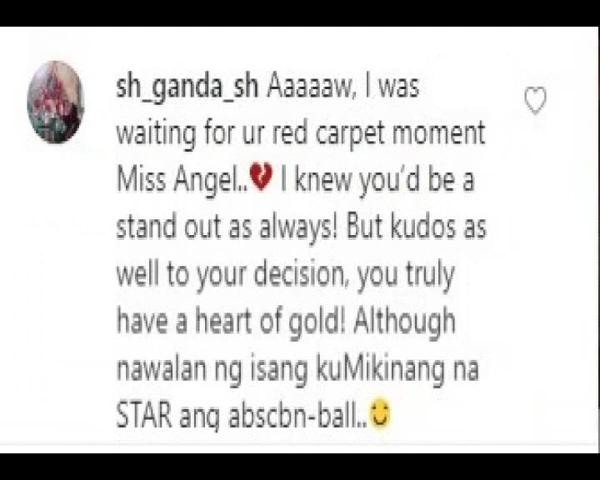 sh_ganda_sh Aaaaaw, I was
waiting for ur red carpet moment
Miss Angel..💔 I knew you'd be a
stand out as always! But kudos as
well to your decision, you truly
have a heart of gold! Although
nawalan ng isang kuMikinang na
STAR ang abscbn-ball..🙂